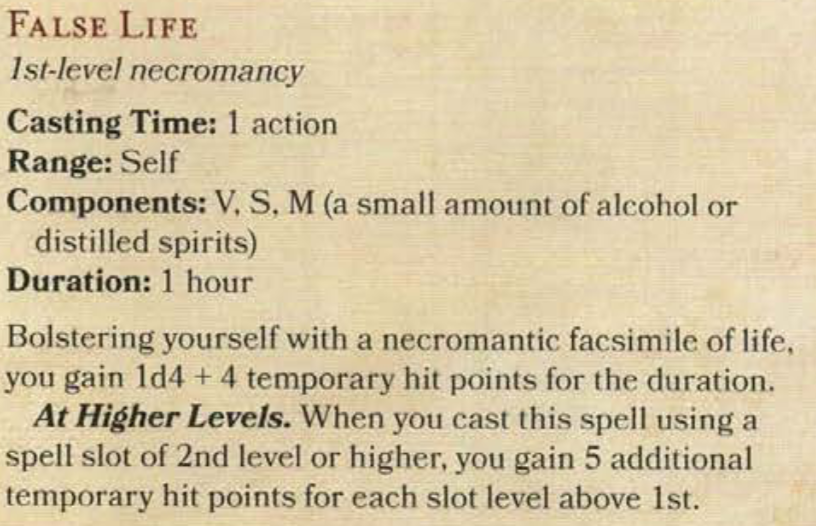 FALSE LIFE
1st-level necromancy
Casting Time: 1 action
Range: Self
Components: V, S, M (a small amount of alcohol or
distilled spirits)
Duration: 1 hour
Bolstering yourself with a necromantic facsimile of life,
you gain 1d4 + 4 temporary hit points for the duration.
At Higher Levels. When you cast this spell using a
spell slot of 2nd level or higher, you gain 5 additional
temporary hit points for each slot level above 1st.